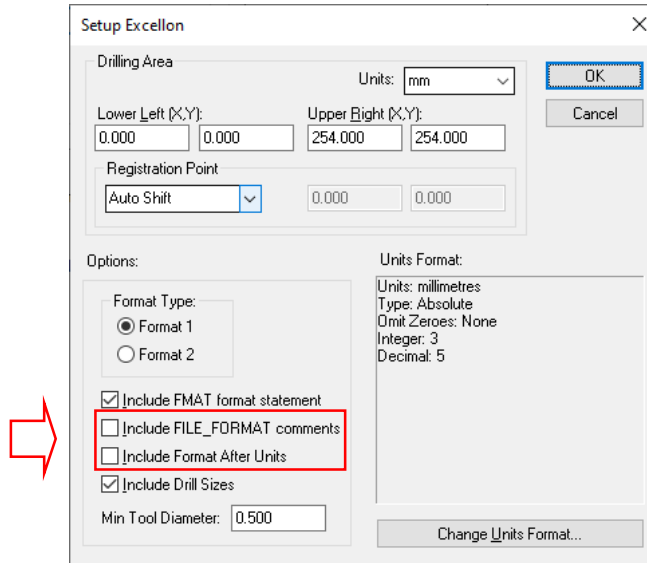 Setup Excellon
Drilling Area
Units: mm
OK
Lower Left (X,Y): Upper Right (X,Y):
Cancel
0.000 0.000 254.000 254.000
Registration Point
Auto Shift 0.000 0.000
Options:
Format Type:
Format 1
Format 2
Include FMAT format statement
Include FILE_FORMAT comments
Include Format After Units
Include Drill Sizes
Min Tool Diameter: 0.500
Units Format:
Units: millimetres
Type: Absolute
Omit Zeroes: None
Integer: 3
Decimal: 5
Change Units Format...